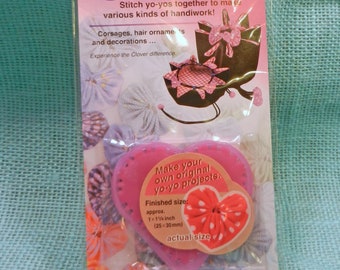 Stitch yo-yos together to make
various kinds of handiwork!
Corsages, hair ornaments
and decorations ...
Experience the Clover difference.
Make your
own original
yo-yo projects.
Finished size:
approx.
actual size